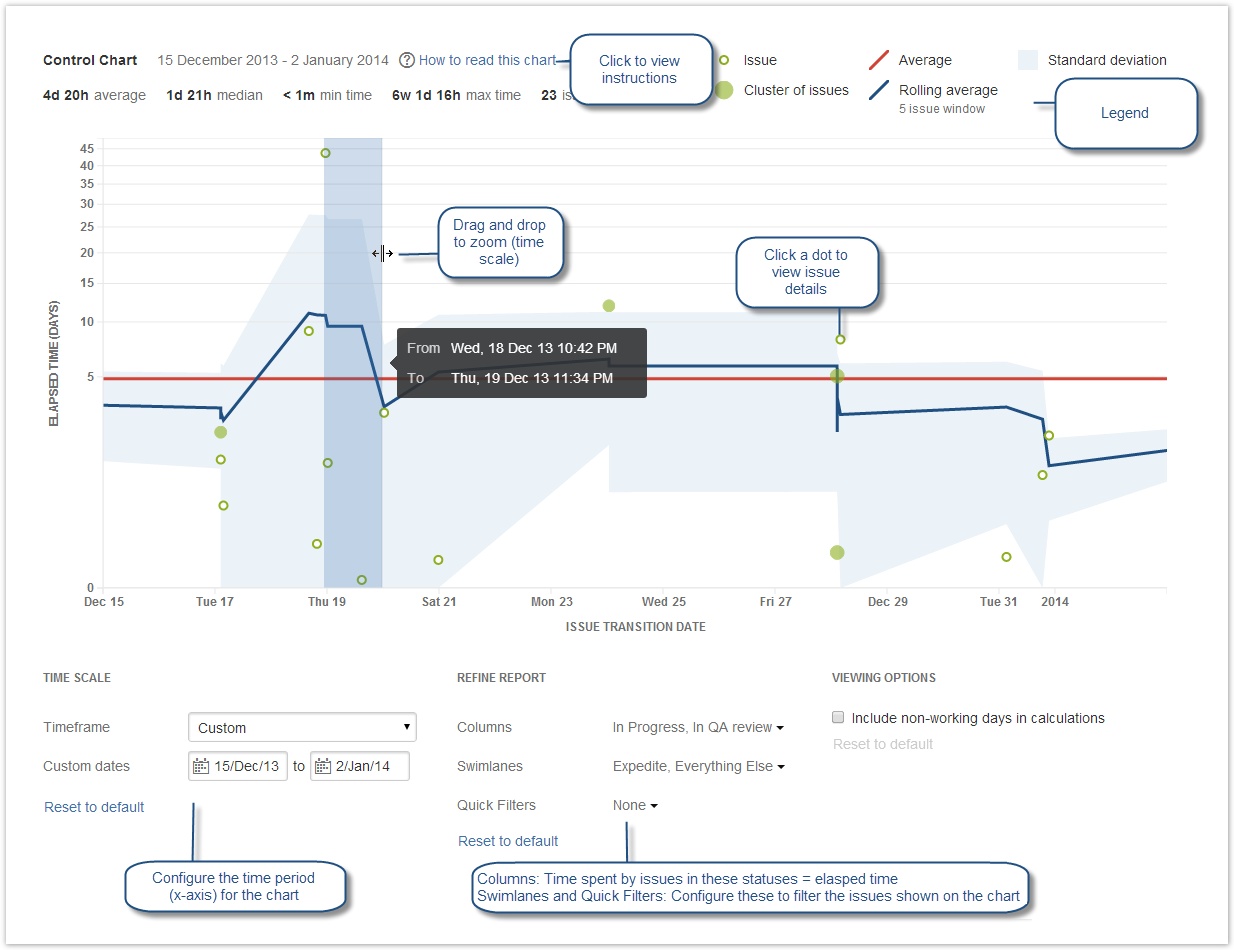 Control Chart 15 December 2013 - 2 January 2014 ? How to read this chart
Click to view
instructions
Issue
Average
Standard deviation
4d 20h average 1d 21h median < 1m min time 6w 1d 16h max time 23 is
Cluster of issues
Rolling average
5 issue window
Legend
45
40
35
30
25
20
15
10
5
0
ELAPSED TIME (DAYS)
Drag and drop
to zoom (time
scale)
Click a dot to
view issue
details
From Wed, 18 Dec 13 10:42 PM
To Thu, 19 Dec 13 11:34 PM
Dec 15 Tue 17 Thu 19 Sat 21 Mon 23 Wed 25 Fri 27 Dec 29 Tue 31 2014
ISSUE TRANSITION DATE
TIME SCALE
Timeframe Custom
Custom dates 15/Dec/13 to 2/Jan/14
Reset to default
Configure the time period
(x-axis) for the chart
REFINE REPORT
Columns In Progress, In QA review
Swimlanes Expedite, Everything Else
Quick Filters None
Reset to default
Columns: Time spent by issues in these statuses = elasped time
Swimlanes and Quick Filters: Configure these to filter the issues shown on the chart
VIEWING OPTIONS
Include non-working days in calculations
Reset to default